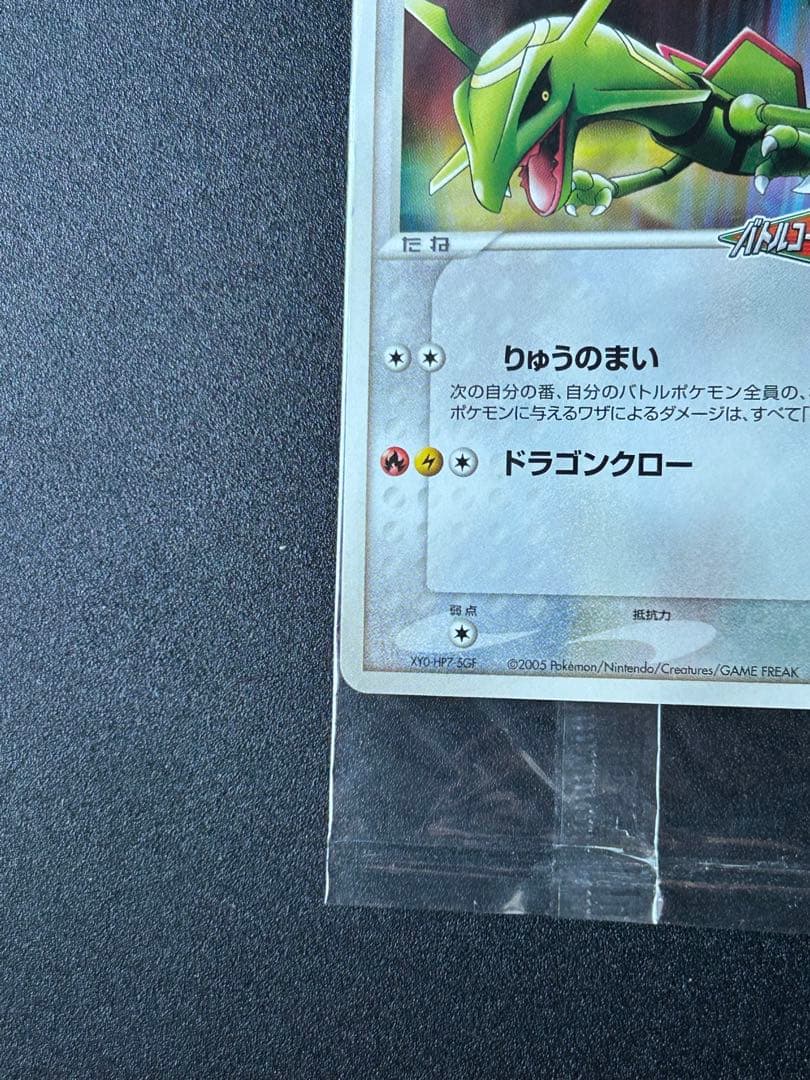 たね
バトルコー
りゅうのまい
次の自分の番、自分のバトルポケモン全員の、
ポケモンに与えるワザによるダメージは、すべて「
ドラゴンクロー
弱点
抵抗力
XY0-HP7-5GF
©2005 Pokémon/Nintendo/Creatures/GAME FREAK